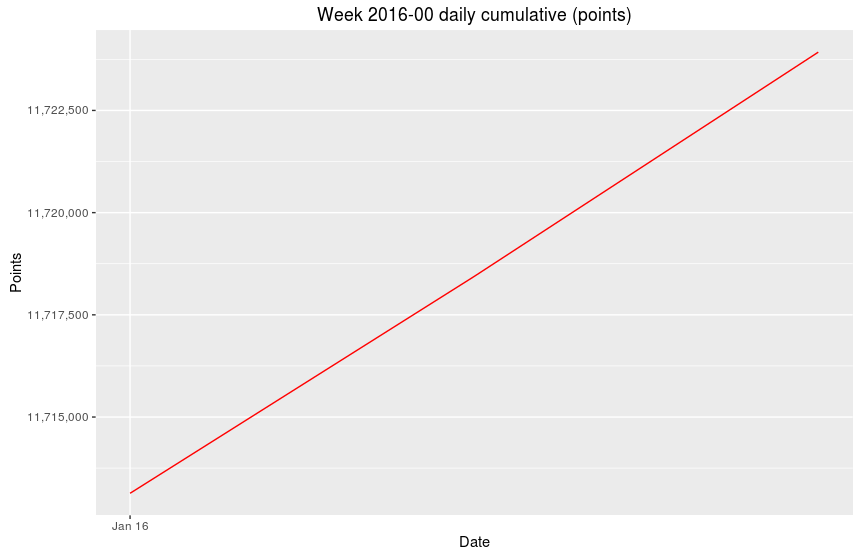 Week 2016-00 daily cumulative (points)
Points
11,722,500
11,720,000
11,717,500
11,715,000
Jan 16
Date